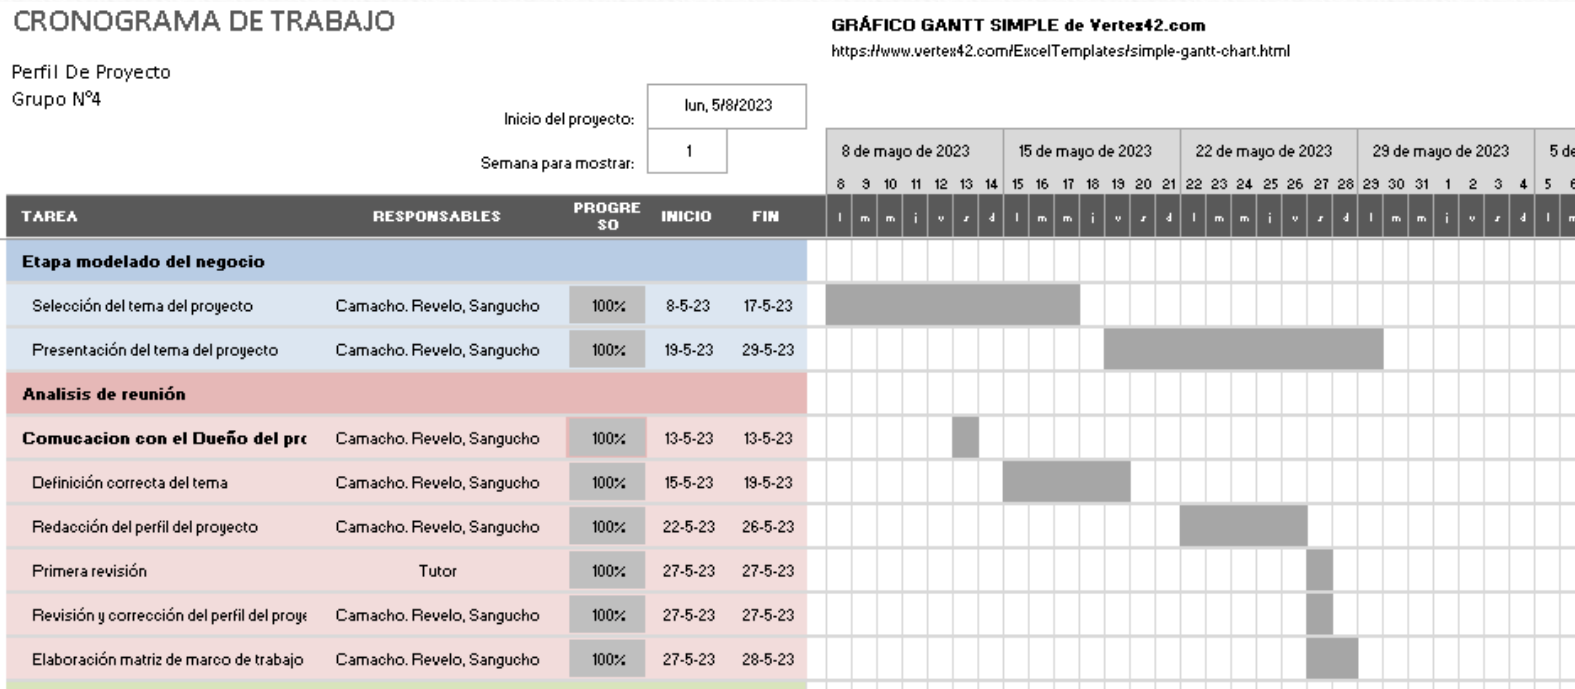 CRONOGRAMA DE TRABAJO
GRÁFICO GANTT SIMPLE de Vertex42.com
https://www.vertex42.com/ExcelTemplates/simple-gantt-chart.html
Perfil De Proyecto
Grupo Nº4
Inicio del proyecto: lun, 5/8/2023
Semana para mostrar: 1
8 de mayo de 2023 15 de mayo de 2023 22 de mayo de 2023 29 de mayo de 2023 5 de
8 9 10 11 12 13 14 15 16 17 18 19 20 21 22 23 24 25 26 27 28 29 30 31 1 2 3 4 5 6
TAREA RESPONSABLES PROGRESO INICIO FIN l m m j v s d l m m j v s d l m m j v s d l m m j v s d l m
Etapa modelado del negocio
Selección del tema del proyecto Camacho. Revelo, Sangucho 100% 8-5-23 17-5-23
Presentación del tema del proyecto Camacho. Revelo, Sangucho 100% 19-5-23 29-5-23
Analisis de reunión
Comucacion con el Dueño del pro Camacho. Revelo, Sangucho 100% 13-5-23 13-5-23
Definición correcta del tema Camacho. Revelo, Sangucho 100% 15-5-23 19-5-23
Redacción del perfil del proyecto Camacho. Revelo, Sangucho 100% 22-5-23 26-5-23
Primera revisión Tutor 100% 27-5-23 27-5-23
Revisión y corrección del perfil del proye Camacho. Revelo, Sangucho 100% 27-5-23 27-5-23
Elaboración matriz de marco de trabajo Camacho. Revelo, Sangucho 100% 27-5-23 28-5-23